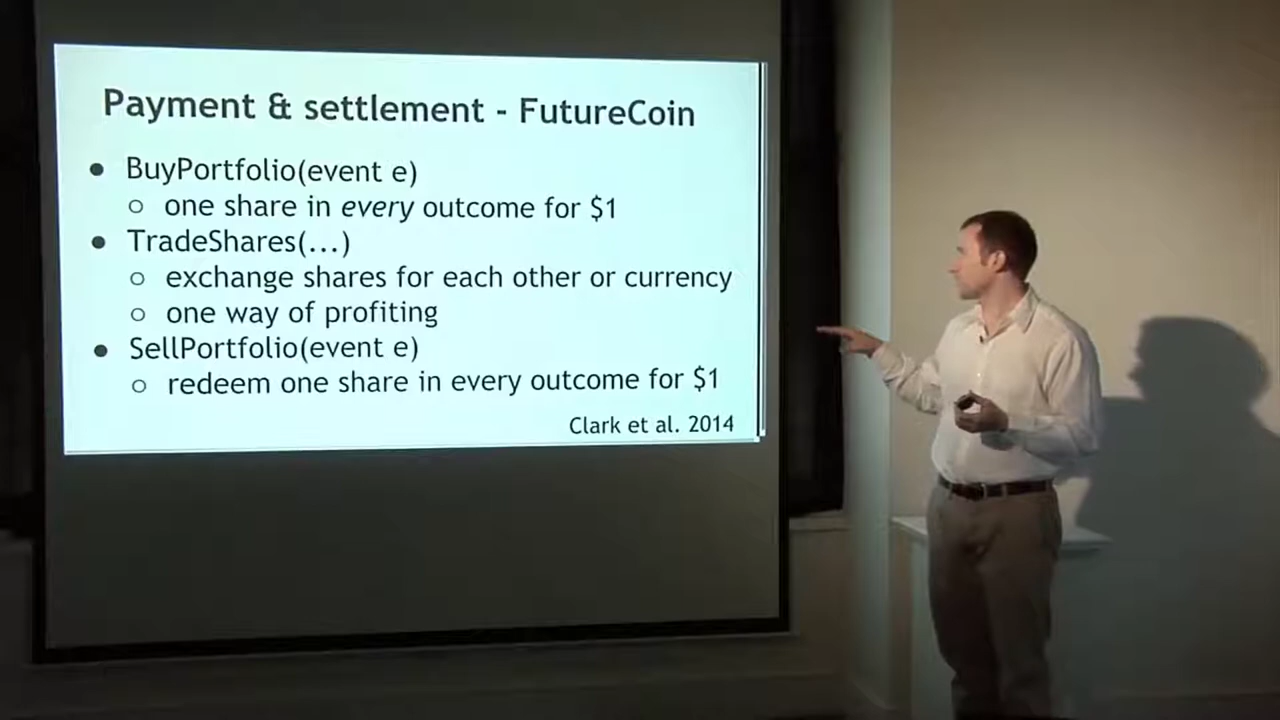 Payment & settlement - FutureCoin
● BuyPortfolio(event e)
○ one share in every outcome for $1
● TradeShares(...)
○ exchange shares for each other or currency
○ one way of profiting
● SellPortfolio(event e)
○ redeem one share in every outcome for $1
Clark et al. 2014